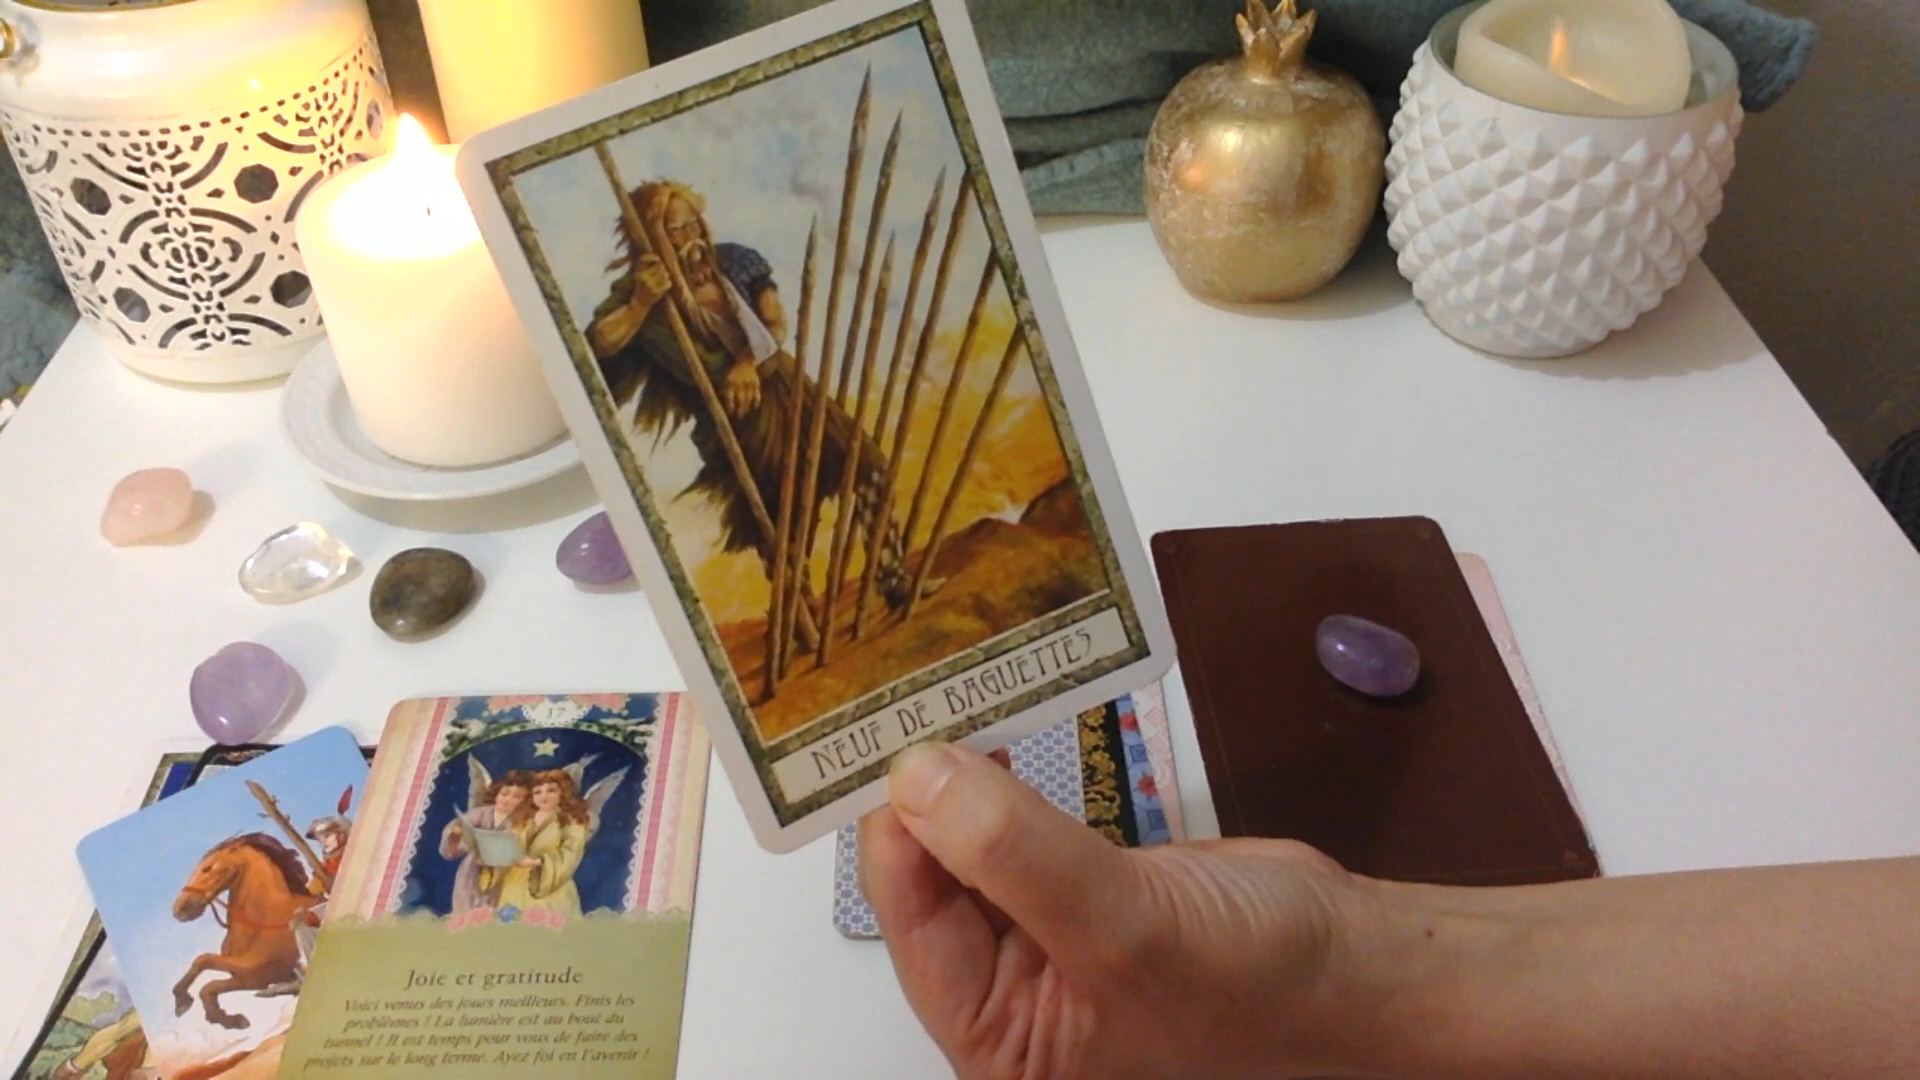 NEUF DE BAGUETTES
17
Joie et gratitude
Voici venus des jours meilleurs. Finis les
problèmes ! La lumière est au bout du
tunnel ! Il est temps pour vous de faire des
projets sur le long terme. Ayez foi en l'avenir !